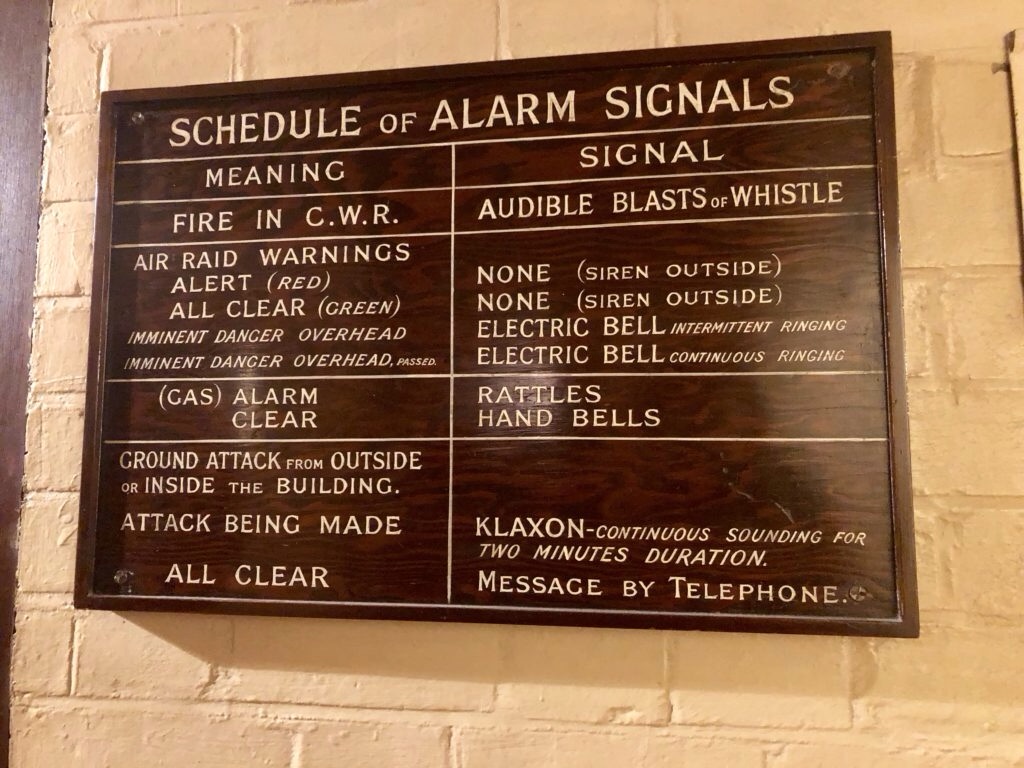 SCHEDULE OF ALARM SIGNALS
MEANING SIGNAL
FIRE IN C.W.R. AUDIBLE BLASTS OF WHISTLE
AIR RAID WARNINGS
ALERT (RED) NONE (SIREN OUTSIDE)
ALL CLEAR (GREEN) NONE (SIREN OUTSIDE)
IMMINENT DANGER OVERHEAD ELECTRIC BELL INTERMITTENT RINGING
IMMINENT DANGER OVERHEAD, PASSED. ELECTRIC BELL CONTINUOUS RINGING
(GAS) ALARM RATTLES
CLEAR HAND BELLS
GROUND ATTACK FROM OUTSIDE
OR INSIDE THE BUILDING.
ATTACK BEING MADE KLAXON-CONTINUOUS SOUNDING FOR
TWO MINUTES DURATION.
ALL CLEAR MESSAGE BY TELEPHONE.